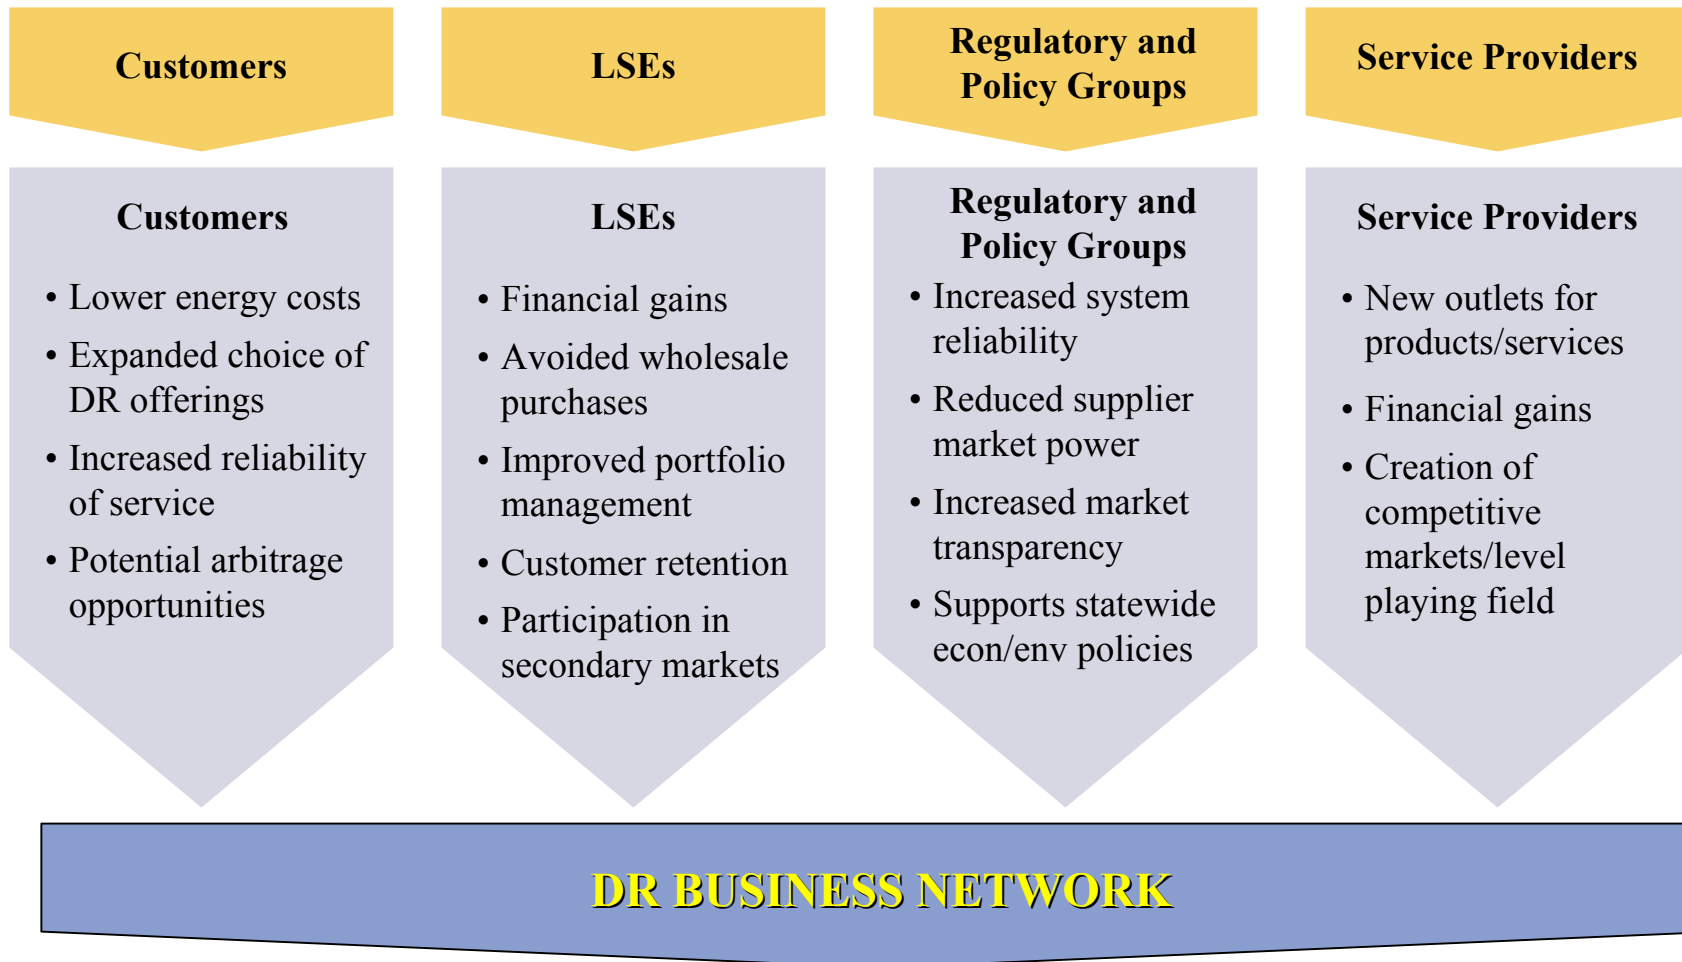 Customers
LSEs
Regulatory and
Policy Groups
Service Providers
Customers
• Lower energy costs
• Expanded choice of
DR offerings
• Increased reliability
of service
• Potential arbitrage
opportunities
LSEs
• Financial gains
• Avoided wholesale
purchases
• Improved portfolio
management
• Customer retention
• Participation in
secondary markets
Regulatory and
Policy Groups
• Increased system
reliability
• Reduced supplier
market power
• Increased market
transparency
• Supports statewide
econ/env policies
Service Providers
• New outlets for
products/services
• Financial gains
• Creation of
competitive
markets/level
playing field
DR BUSINESS NETWORK